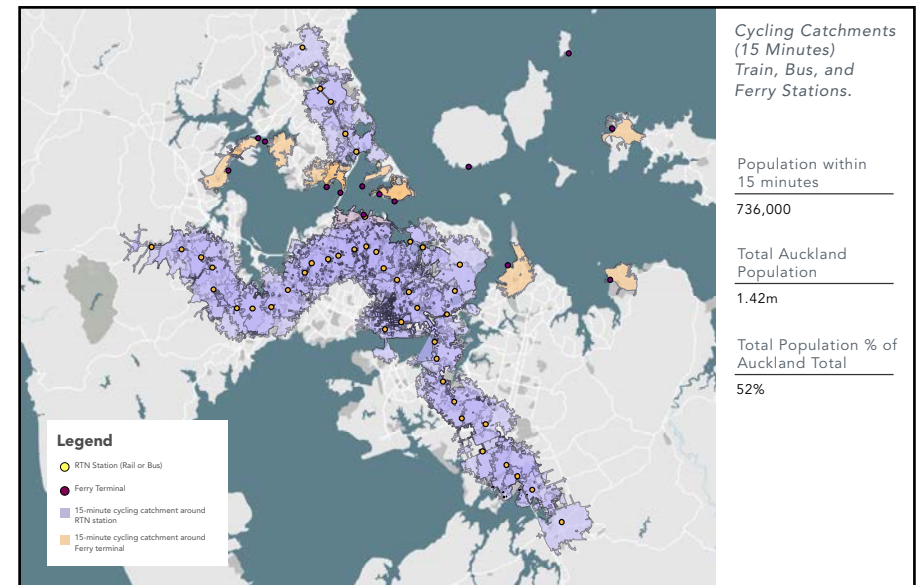 Cycling Catchments
(15 Minutes)
Train, Bus, and
Ferry Stations.
Population within
15 minutes
736,000
Total Auckland
Population
1.42m
Total Population % of
Auckland Total
52%
Legend
RTN Station (Rail or Bus)
Ferry Terminal
15-minute cycling catchment around
RTN station
15-minute cycling catchment around
Ferry terminal